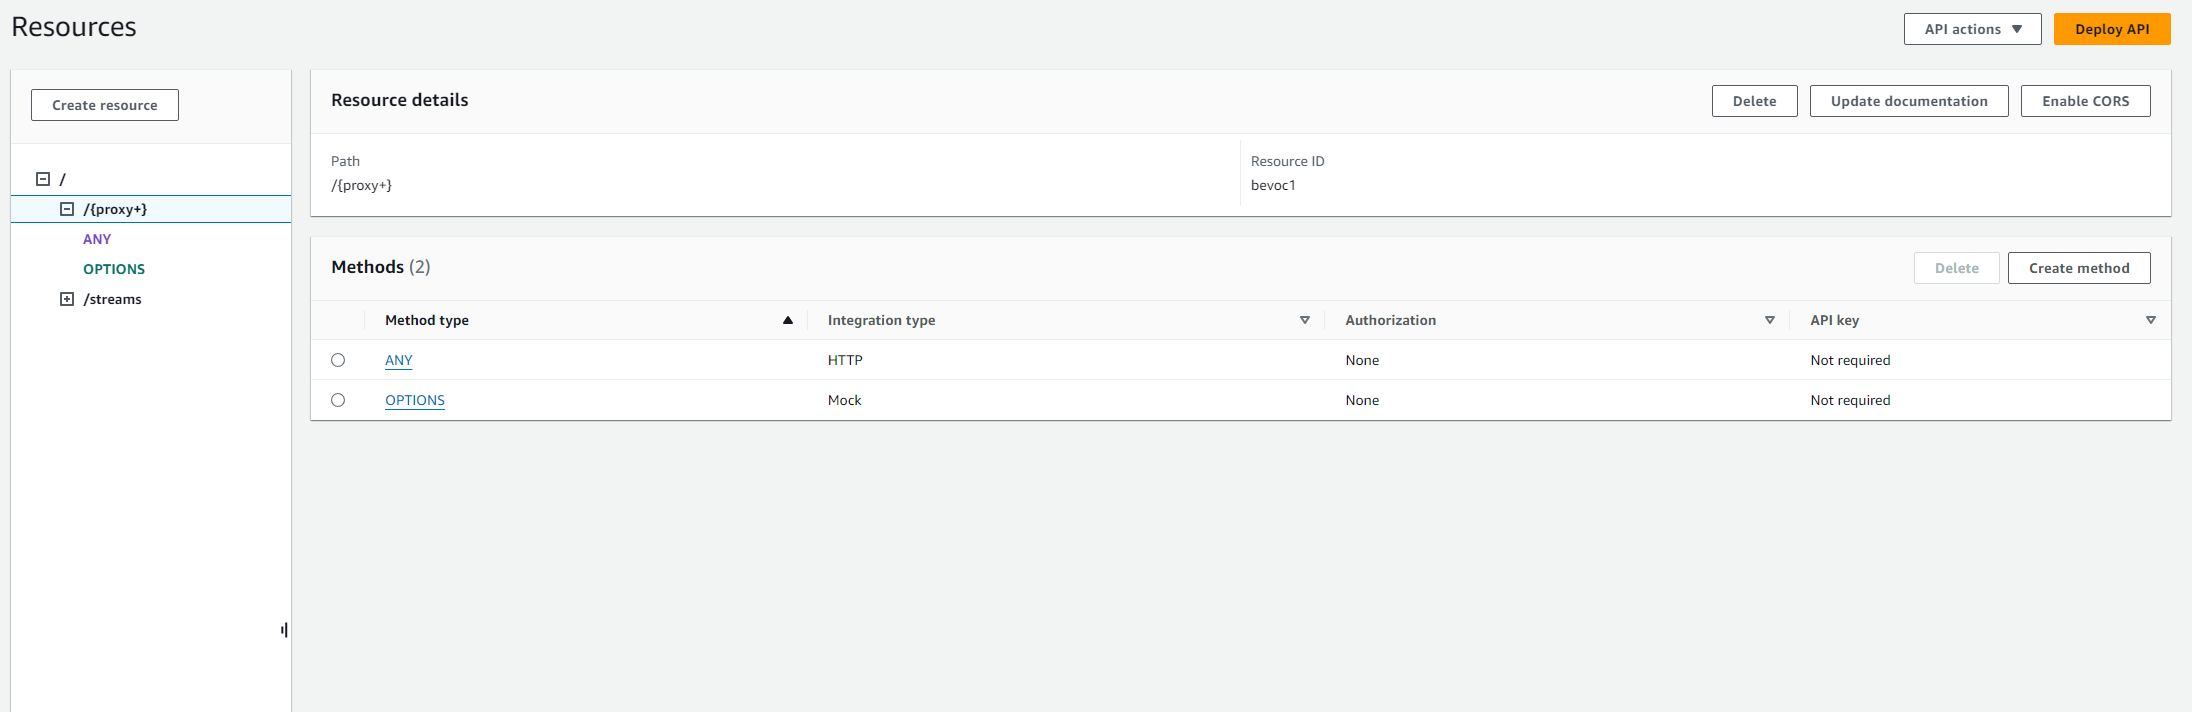 Resources
API actions
Deploy API
Create resource
/
/{proxy+}
ANY
OPTIONS
/streams
Resource details
Delete
Update documentation
Enable CORS
Path
/{proxy+}
Resource ID
bevoc1
Methods (2)
Delete
Create method
Method type Integration type Authorization API key
ANY HTTP None Not required
OPTIONS Mock None Not required